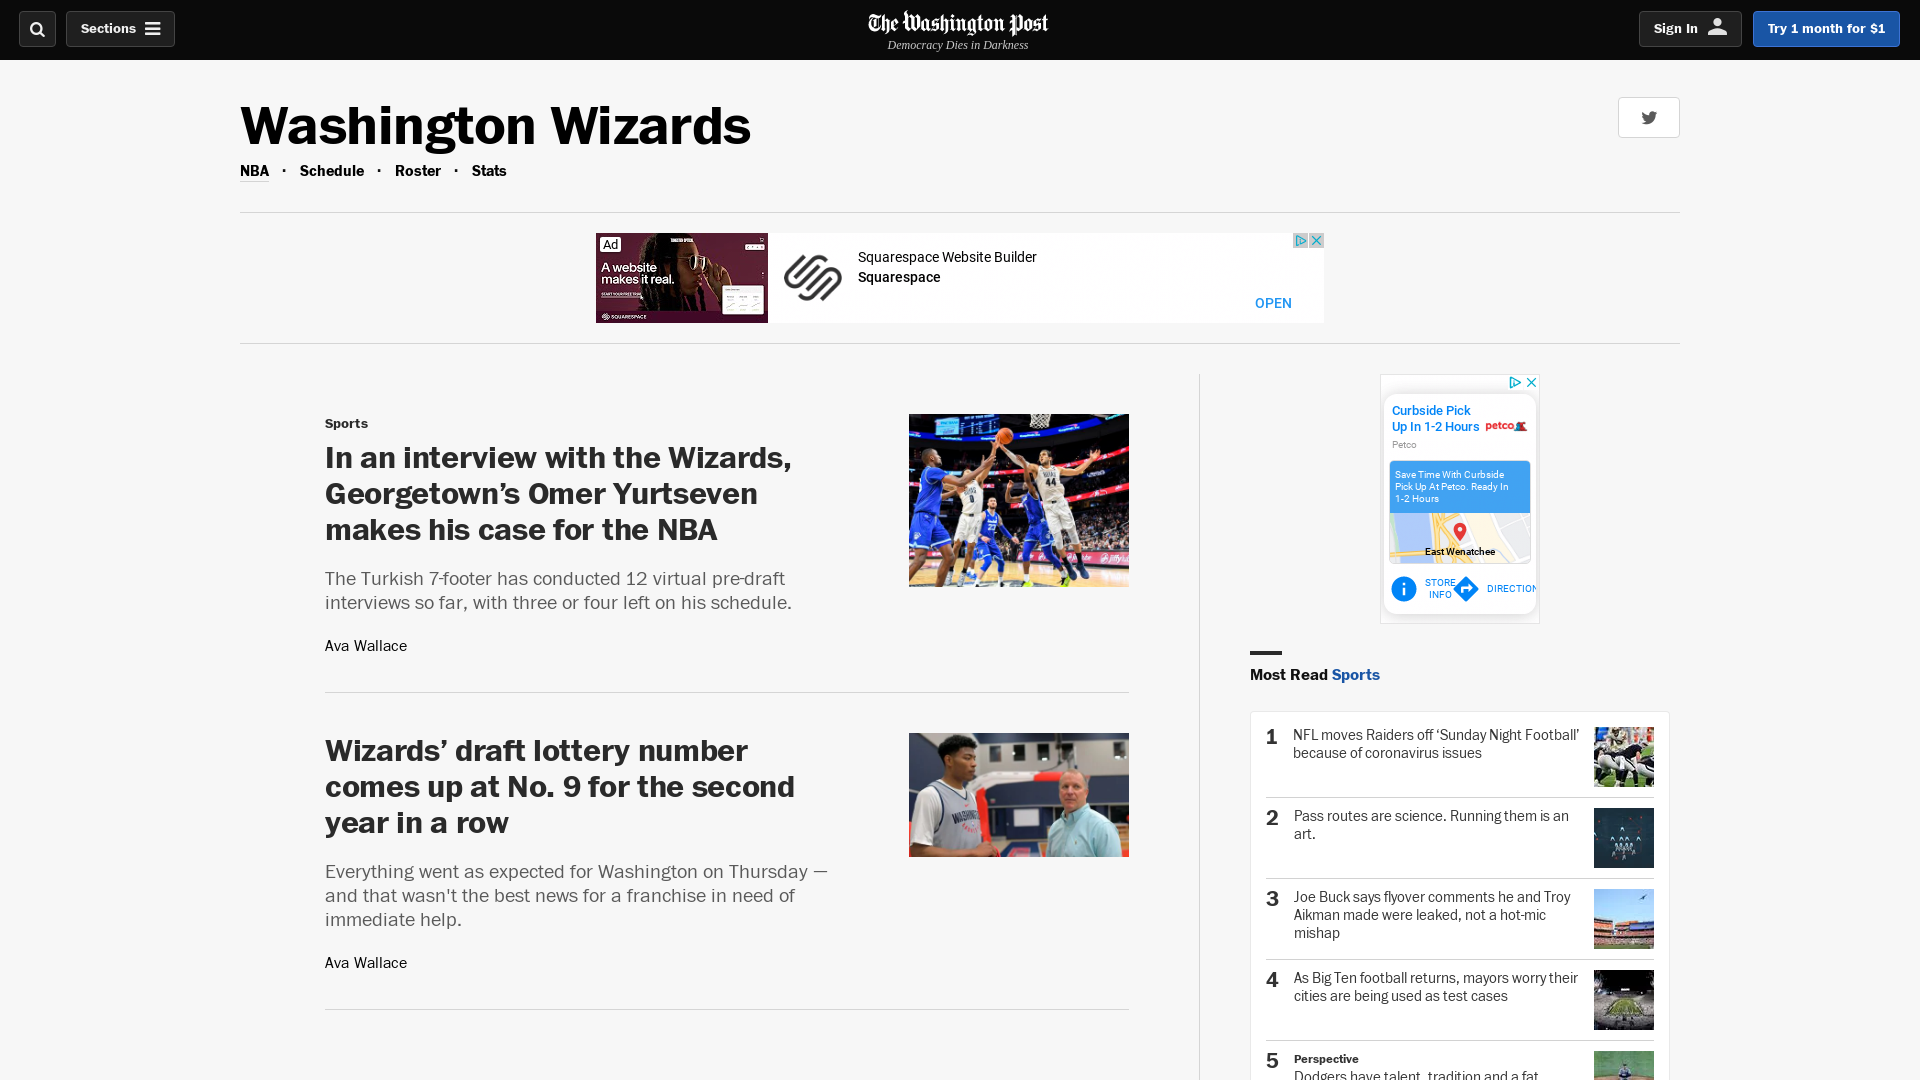 Sections
The Washington Post
Democracy Dies in Darkness
Sign In
Try 1 month for $1
Washington Wizards
NBA · Schedule · Roster · Stats
Ad
A website
makes it real.
START YOUR FREE TRIAL
SQUARESPACE
Squarespace Website Builder
Squarespace
OPEN
Sports
In an interview with the Wizards,
Georgetown’s Omer Yurtseven
makes his case for the NBA
The Turkish 7-footer has conducted 12 virtual pre-draft
interviews so far, with three or four left on his schedule.
Ava Wallace
Wizards’ draft lottery number
comes up at No. 9 for the second
year in a row
Everything went as expected for Washington on Thursday —
and that wasn't the best news for a franchise in need of
immediate help.
Ava Wallace
Curbside Pick
Up In 1-2 Hours
petco
Petco
Save Time With Curbside
Pick Up At Petco. Ready In
1-2 Hours
East Wenatchee
STORE
INFO
DIRECTION
Most Read Sports
1 NFL moves Raiders off ‘Sunday Night Football’
because of coronavirus issues
2 Pass routes are science. Running them is an
art.
3 Joe Buck says flyover comments he and Troy
Aikman made were leaked, not a hot-mic
mishap
4 As Big Ten football returns, mayors worry their
cities are being used as test cases
5 Perspective
Dodgers have talent, tradition and a fat